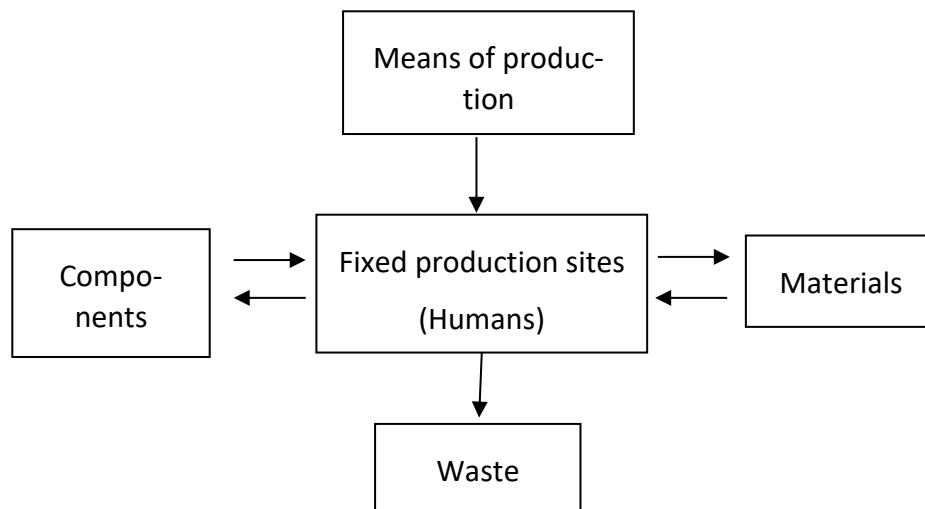 Means of produc-
tion
Fixed production sites
(Humans)
Compo-
nents
Materials
Waste